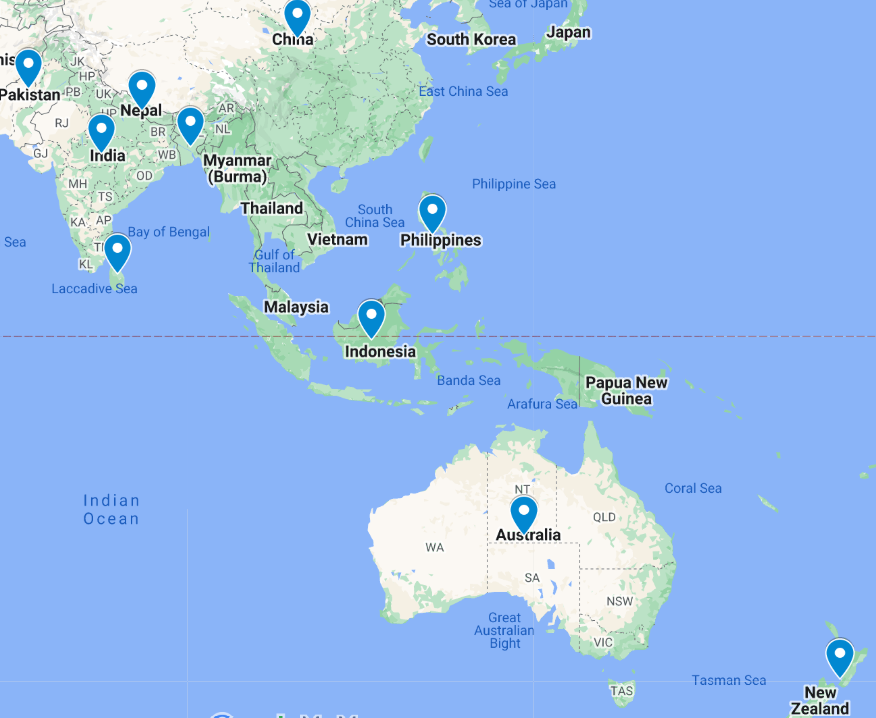 Sea of Japan
China
South Korea
Japan
JK
HP
Pakistan
PB
UK
East China Sea
Nepal
UP
AR
RJ
BR
NL
GJ
India
WB
Myanmar
(Burma)
OD
MH
Philippine Sea
TS
Thailand
South
China Sea
KA
AP
Bay of Bengal
Vietnam
Philippines
Sea
Gulf of
Thailand
KL
Laccadive Sea
Malaysia
Indonesia
Banda Sea
Papua New
Guinea
Arafura Sea
Indian
Ocean
NT
Coral Sea
QLD
Australia
WA
SA
NSW
Great
Australian
Bight
VIC
Tasman Sea
TAS
New
Zealand